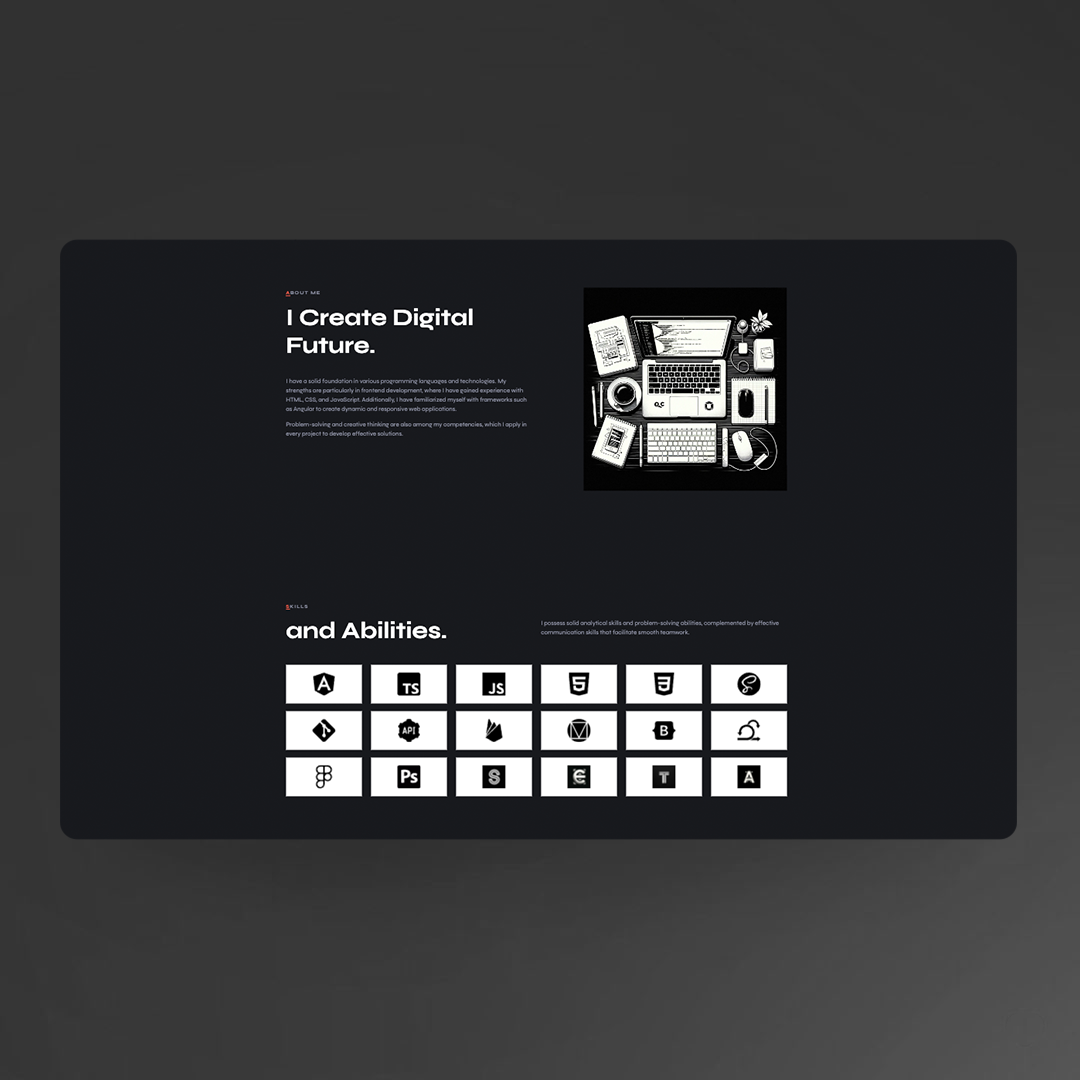 ABOUT ME
I Create Digital
Future.
I have a solid foundation in various programming languages and technologies. My
strengths are particularly in frontend development, where I have gained experience with
HTML, CSS, and JavaScript. Additionally, I have familiarized myself with frameworks such
as Angular to create dynamic and responsive web applications.
Problem-solving and creative thinking are also among my competencies, which I apply in
every project to develop effective solutions.
SKILLS
and Abilities.
I possess solid analytical skills and problem-solving abilities, complemented by effective
communication skills that facilitate smooth teamwork.
A TS JS 5 3 S
API B
Ps S € T A